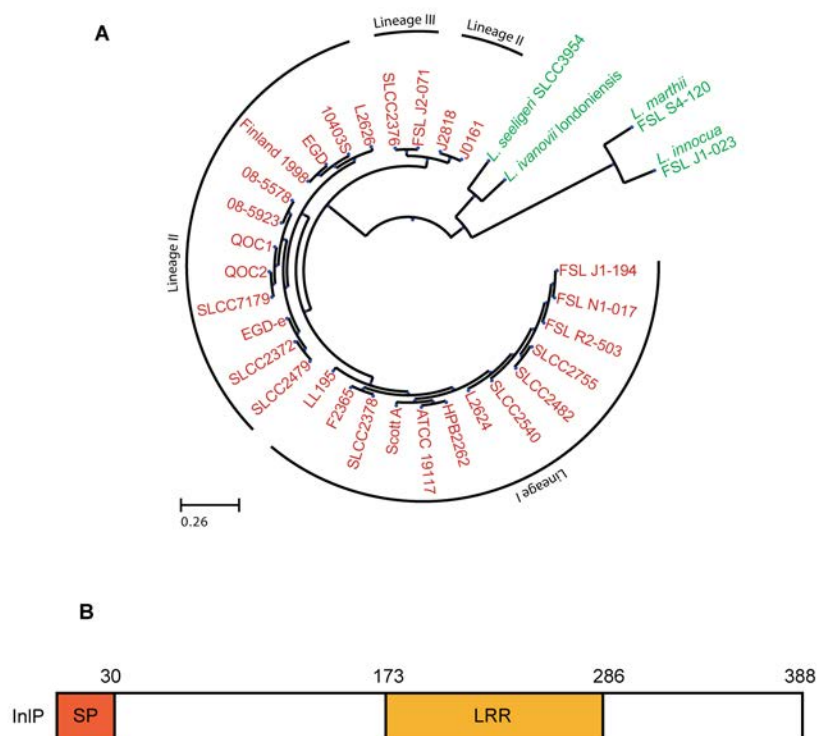 A
Lineage III
Lineage II
Lineage II
Lineage I
L. seeligeri SLCC3954
L. ivanovii londoniensis
L. marthii
FSL S4-120
L. innocua
FSL J1-023
SLCC2376
FSL J2-071
J2818
J0161
L2626
10403S
EGD
Finland 1998
08-5578
08-5923
QOC1
QOC2
SLCC7179
EGD-e
SLCC2372
SLCC2479
LL195
F2365
SLCC2378
Scott A
ATCC 19117
HPB2262
L2624
SLCC2540
SLCC2482
SLCC2755
FSL R2-503
FSL N1-017
FSL J1-194
0.26
B
30
173
286
388
InlP
SP
LRR